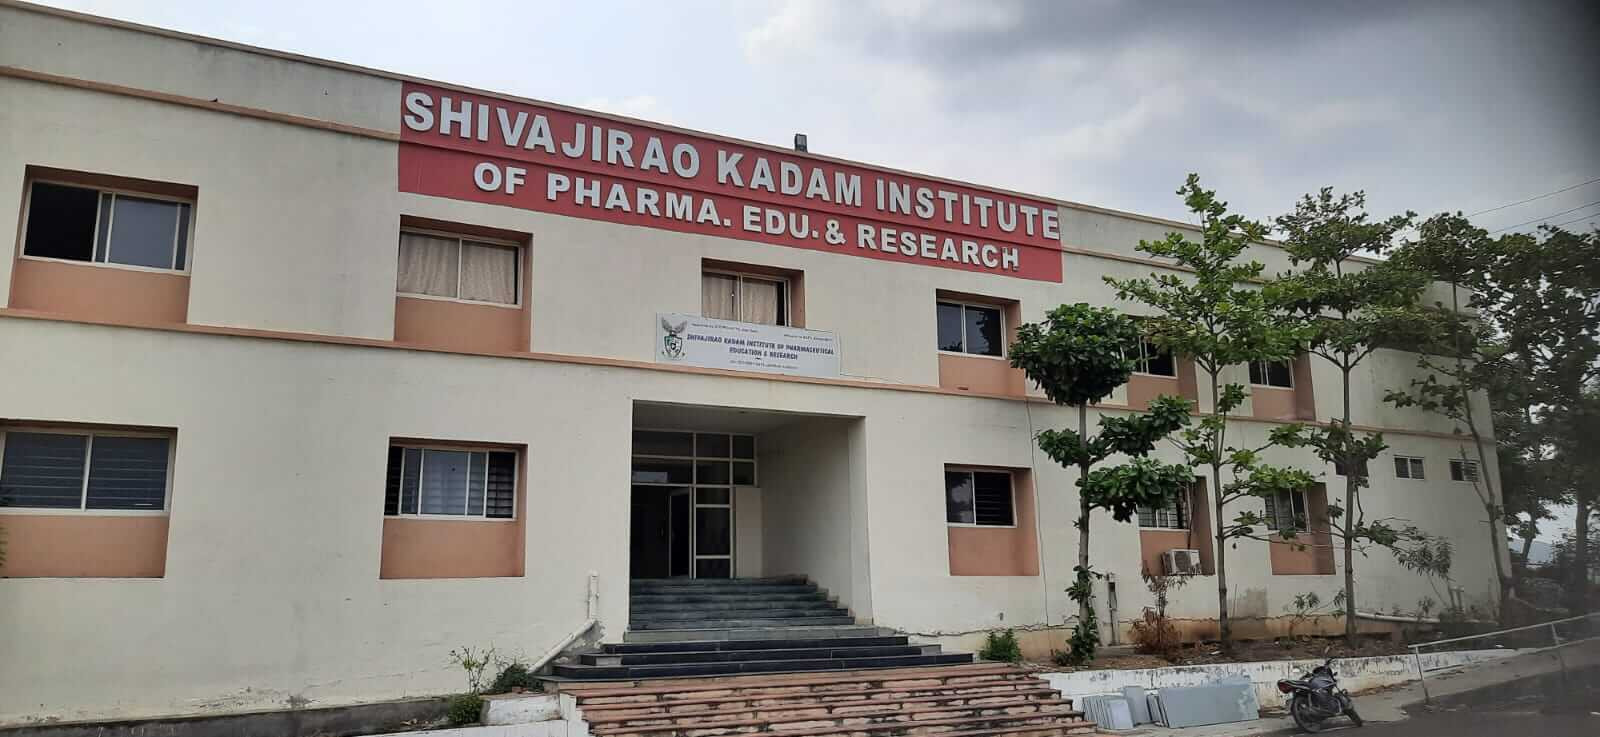 SHIVAJIRAO KADAM INSTITUTE
OF PHARMA. EDU. & RESEARCH
SHIVAJIRAO KADAM INSTITUTE OF PHARMACEUTICAL
EDUCATION & RESEARCH